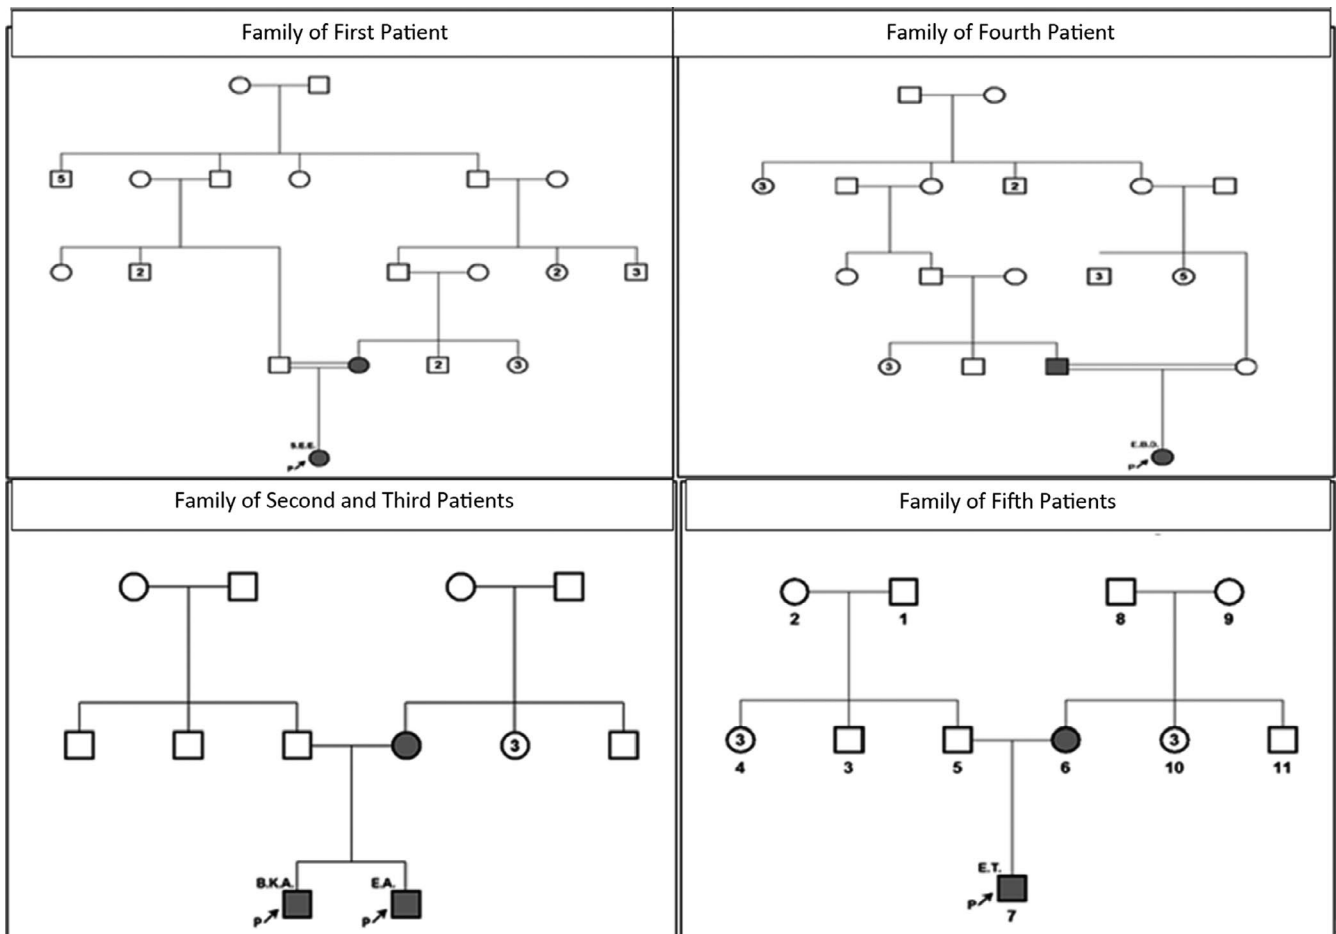 Family of First Patient
5
2
2
3
2
3
S.E.E.
P
Family of Fourth Patient
3
2
3
5
3
E.B.D.
P
Family of Second and Third Patients
3
B.K.A.
E.A.
P
P
Family of Fifth Patients
2
1
8
9
3
3
4
3
5
6
10
11
E.T.
P
7